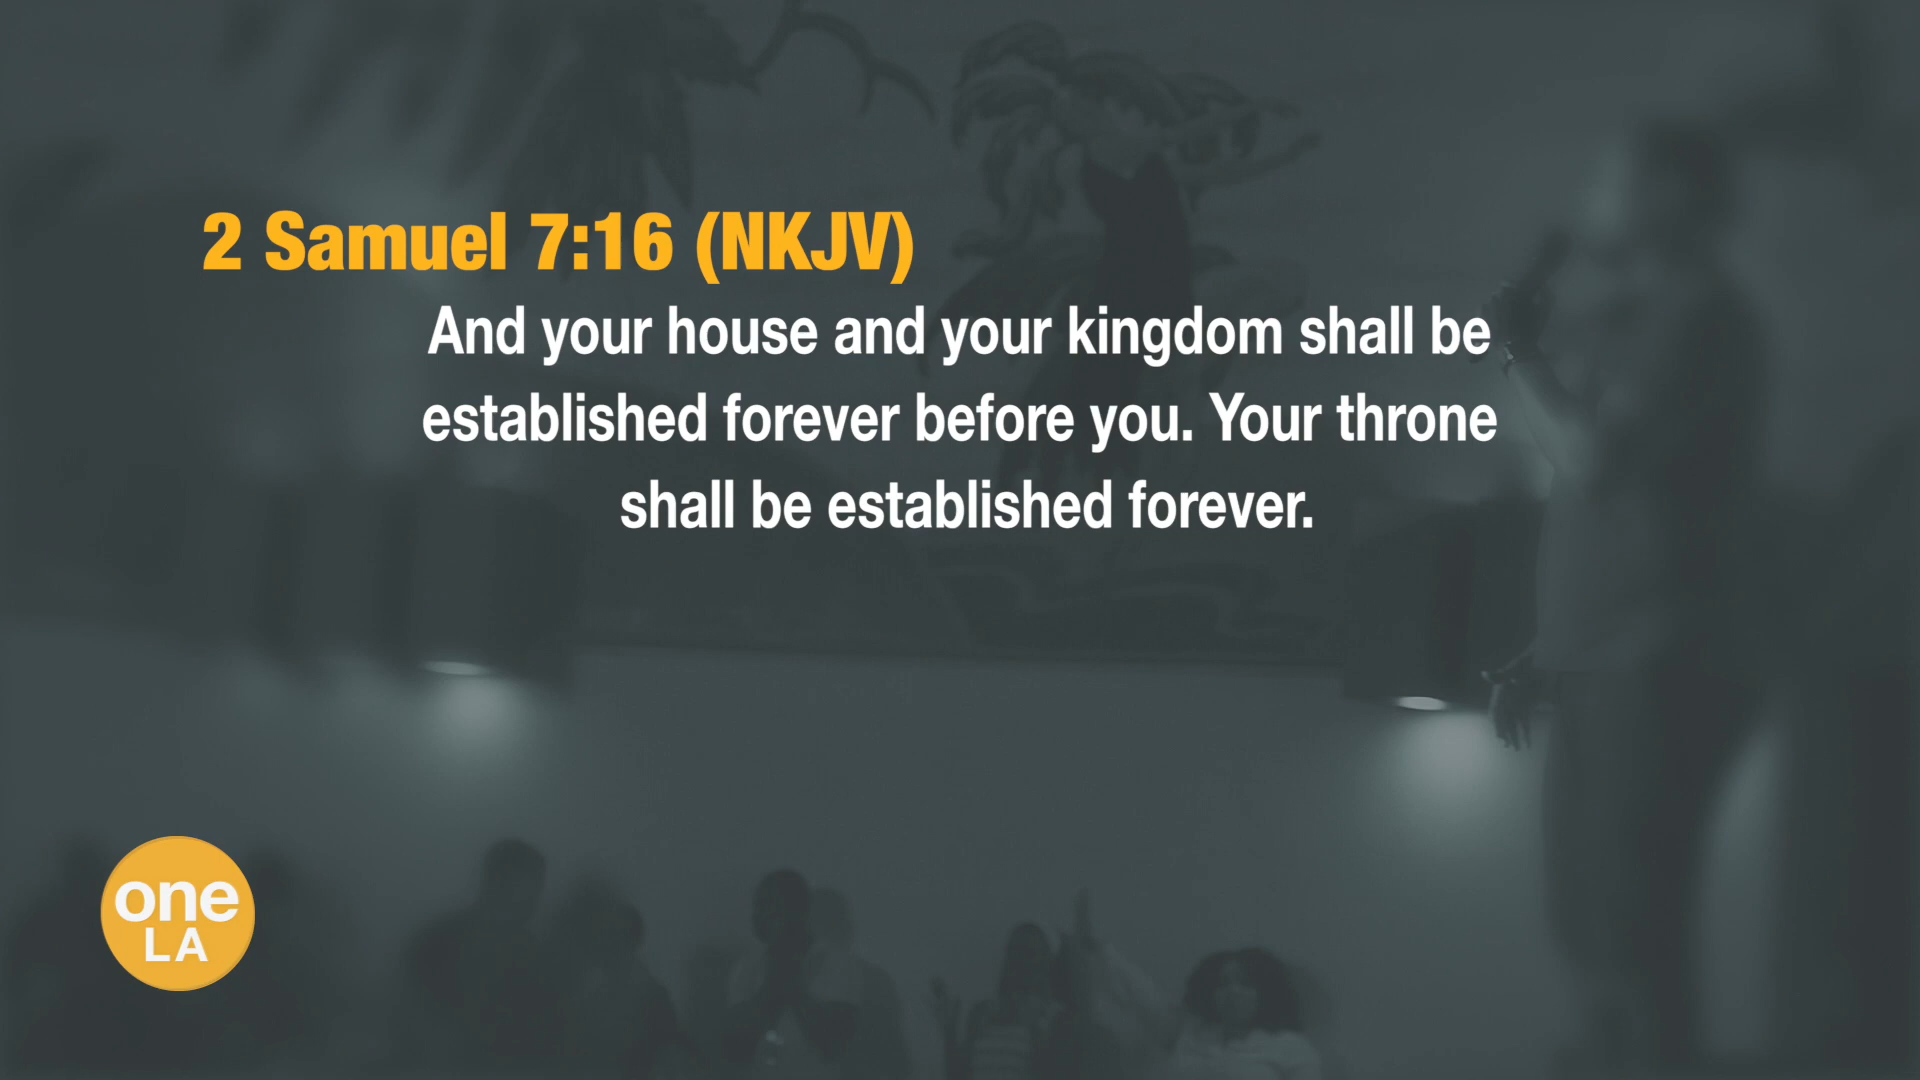 2 Samuel 7:16 (NKJV)
And your house and your kingdom shall be
established forever before you. Your throne
shall be established forever.
one
LA